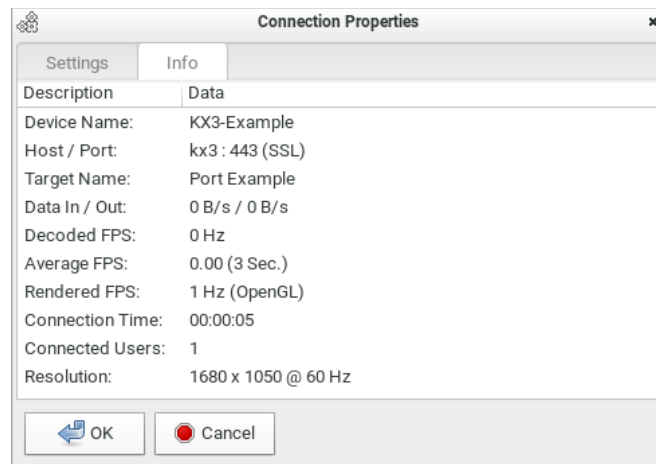 Connection Properties
Settings Info
Description Data
Device Name: KX3-Example
Host / Port: kx3 : 443 (SSL)
Target Name: Port Example
Data In / Out: 0 B/s / 0 B/s
Decoded FPS: 0 Hz
Average FPS: 0.00 (3 Sec.)
Rendered FPS: 1 Hz (OpenGL)
Connection Time: 00:00:05
Connected Users: 1
Resolution: 1680 x 1050 @ 60 Hz
OK Cancel